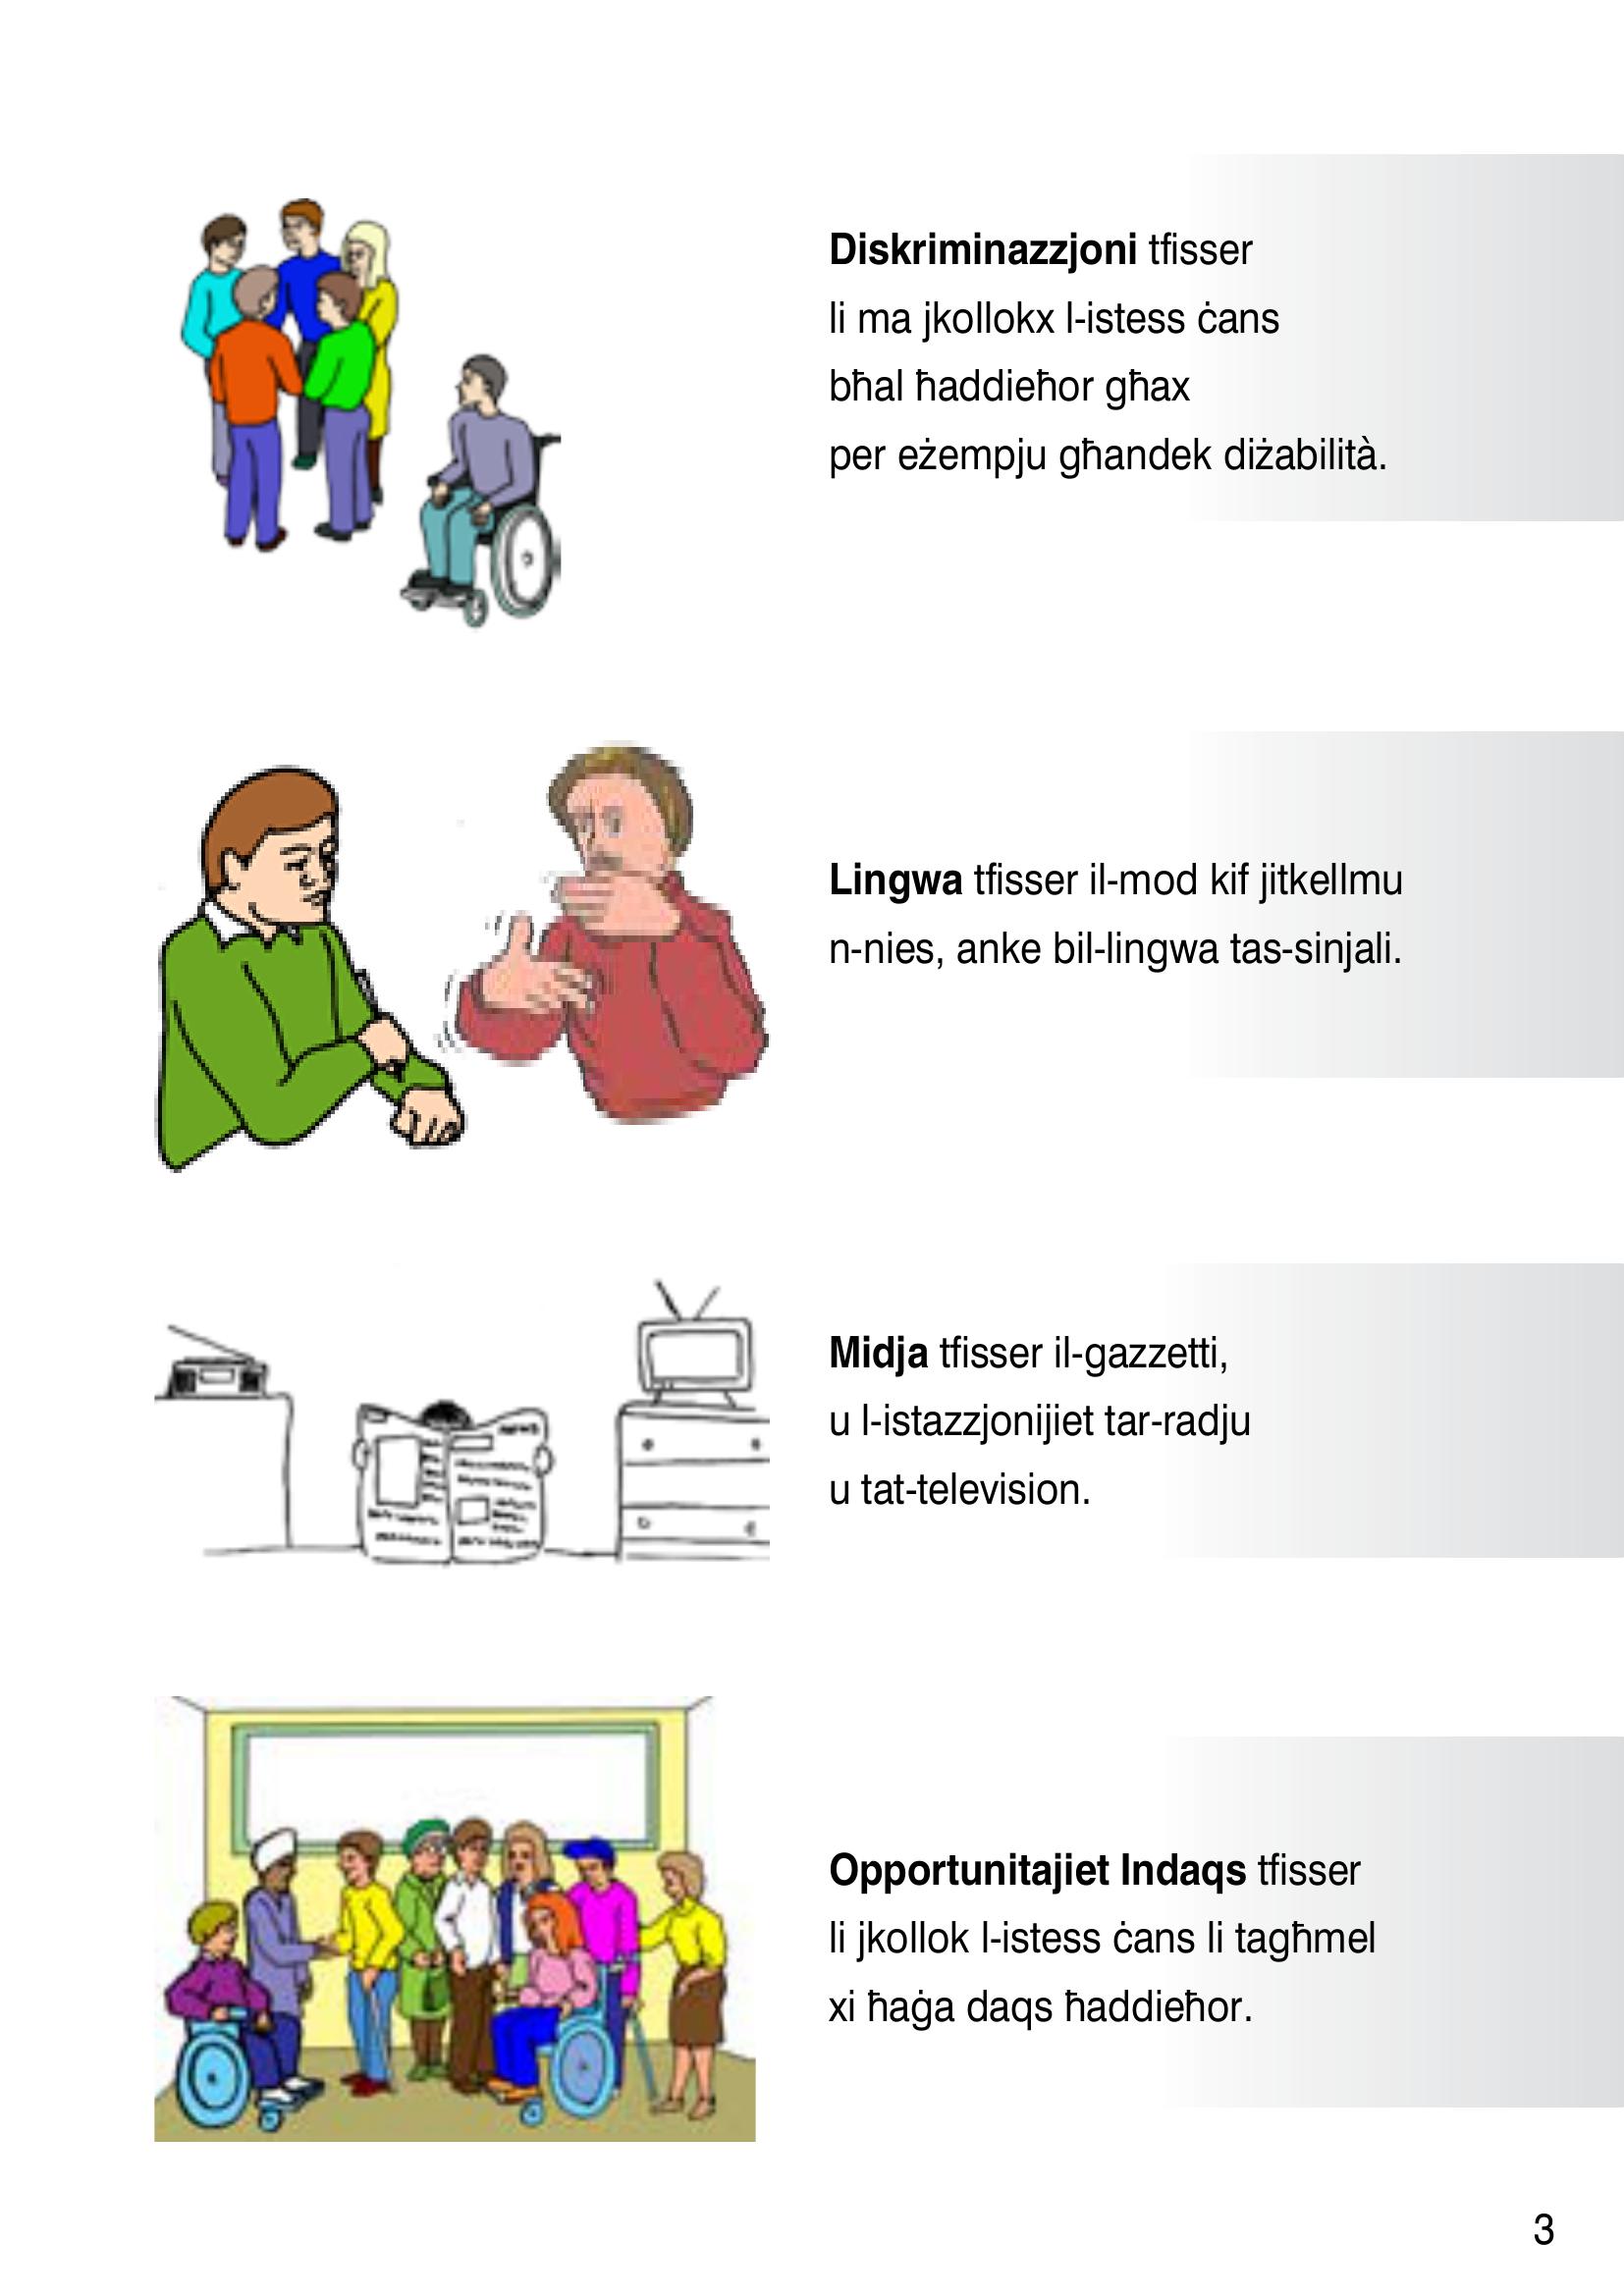 Diskriminazzjoni tfisser
li ma jkollokx l-istess ċans
bħal ħaddieħor għax
per eżempju għandek diżabilità.
Lingwa tfisser il-mod kif jitkellmu
n-nies, anke bil-lingwa tas-sinjali.
Midja tfisser il-gazzetti,
u l-istazzjonijiet tar-radju
u tat-television.
Opportunitajiet Indaqs tfisser
li jkollok l-istess ċans li tagħmel
xi ħaġa daqs ħaddieħor.
3